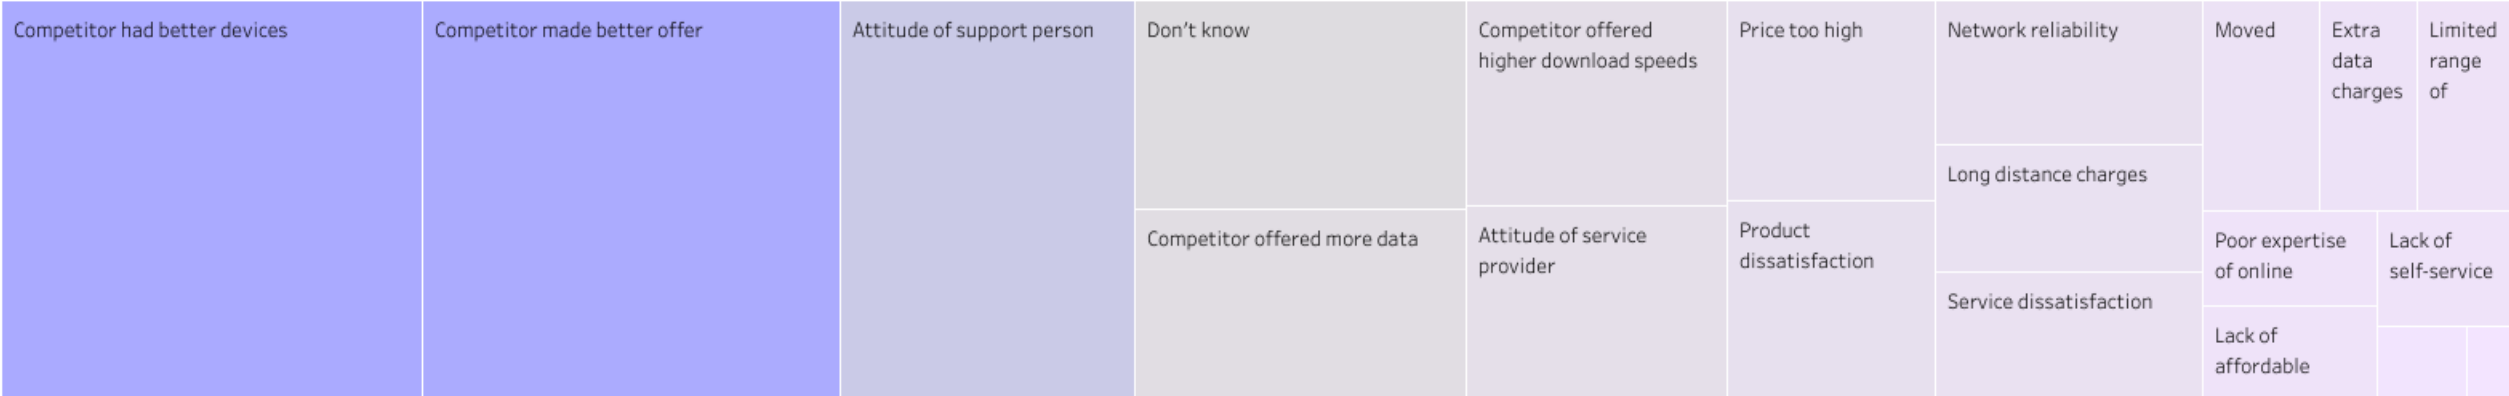 Competitor had better devices
Competitor made better offer
Attitude of support person
Don’t know
Competitor offered more data
Competitor offered
higher download speeds
Attitude of service
provider
Price too high
Product
dissatisfaction
Network reliability
Long distance charges
Service dissatisfaction
Moved
Extra
data
charges
Limited
range
of
Poor expertise
of online
Lack of
self-service
Lack of
affordable